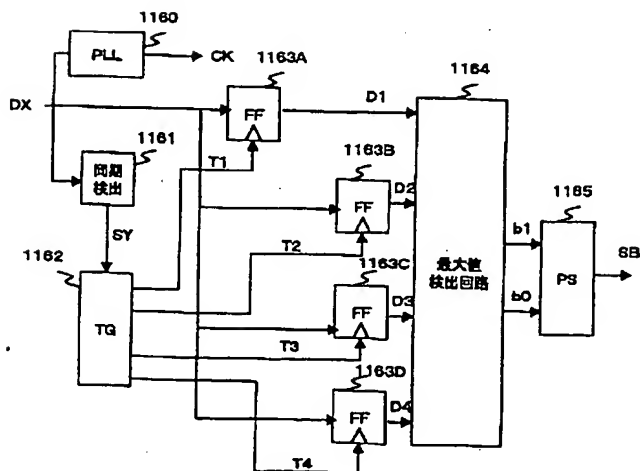 1160
PLL
CK
1163A
1164
DX
FF
D1
1161
同期
検出
T1
1163B
FF
D2
1165
SY
1162
T2
b1
SB
1163C
最大値
検出回路
PS
TG
FF
D3
b0
T3
1163D
FF
D4
T4